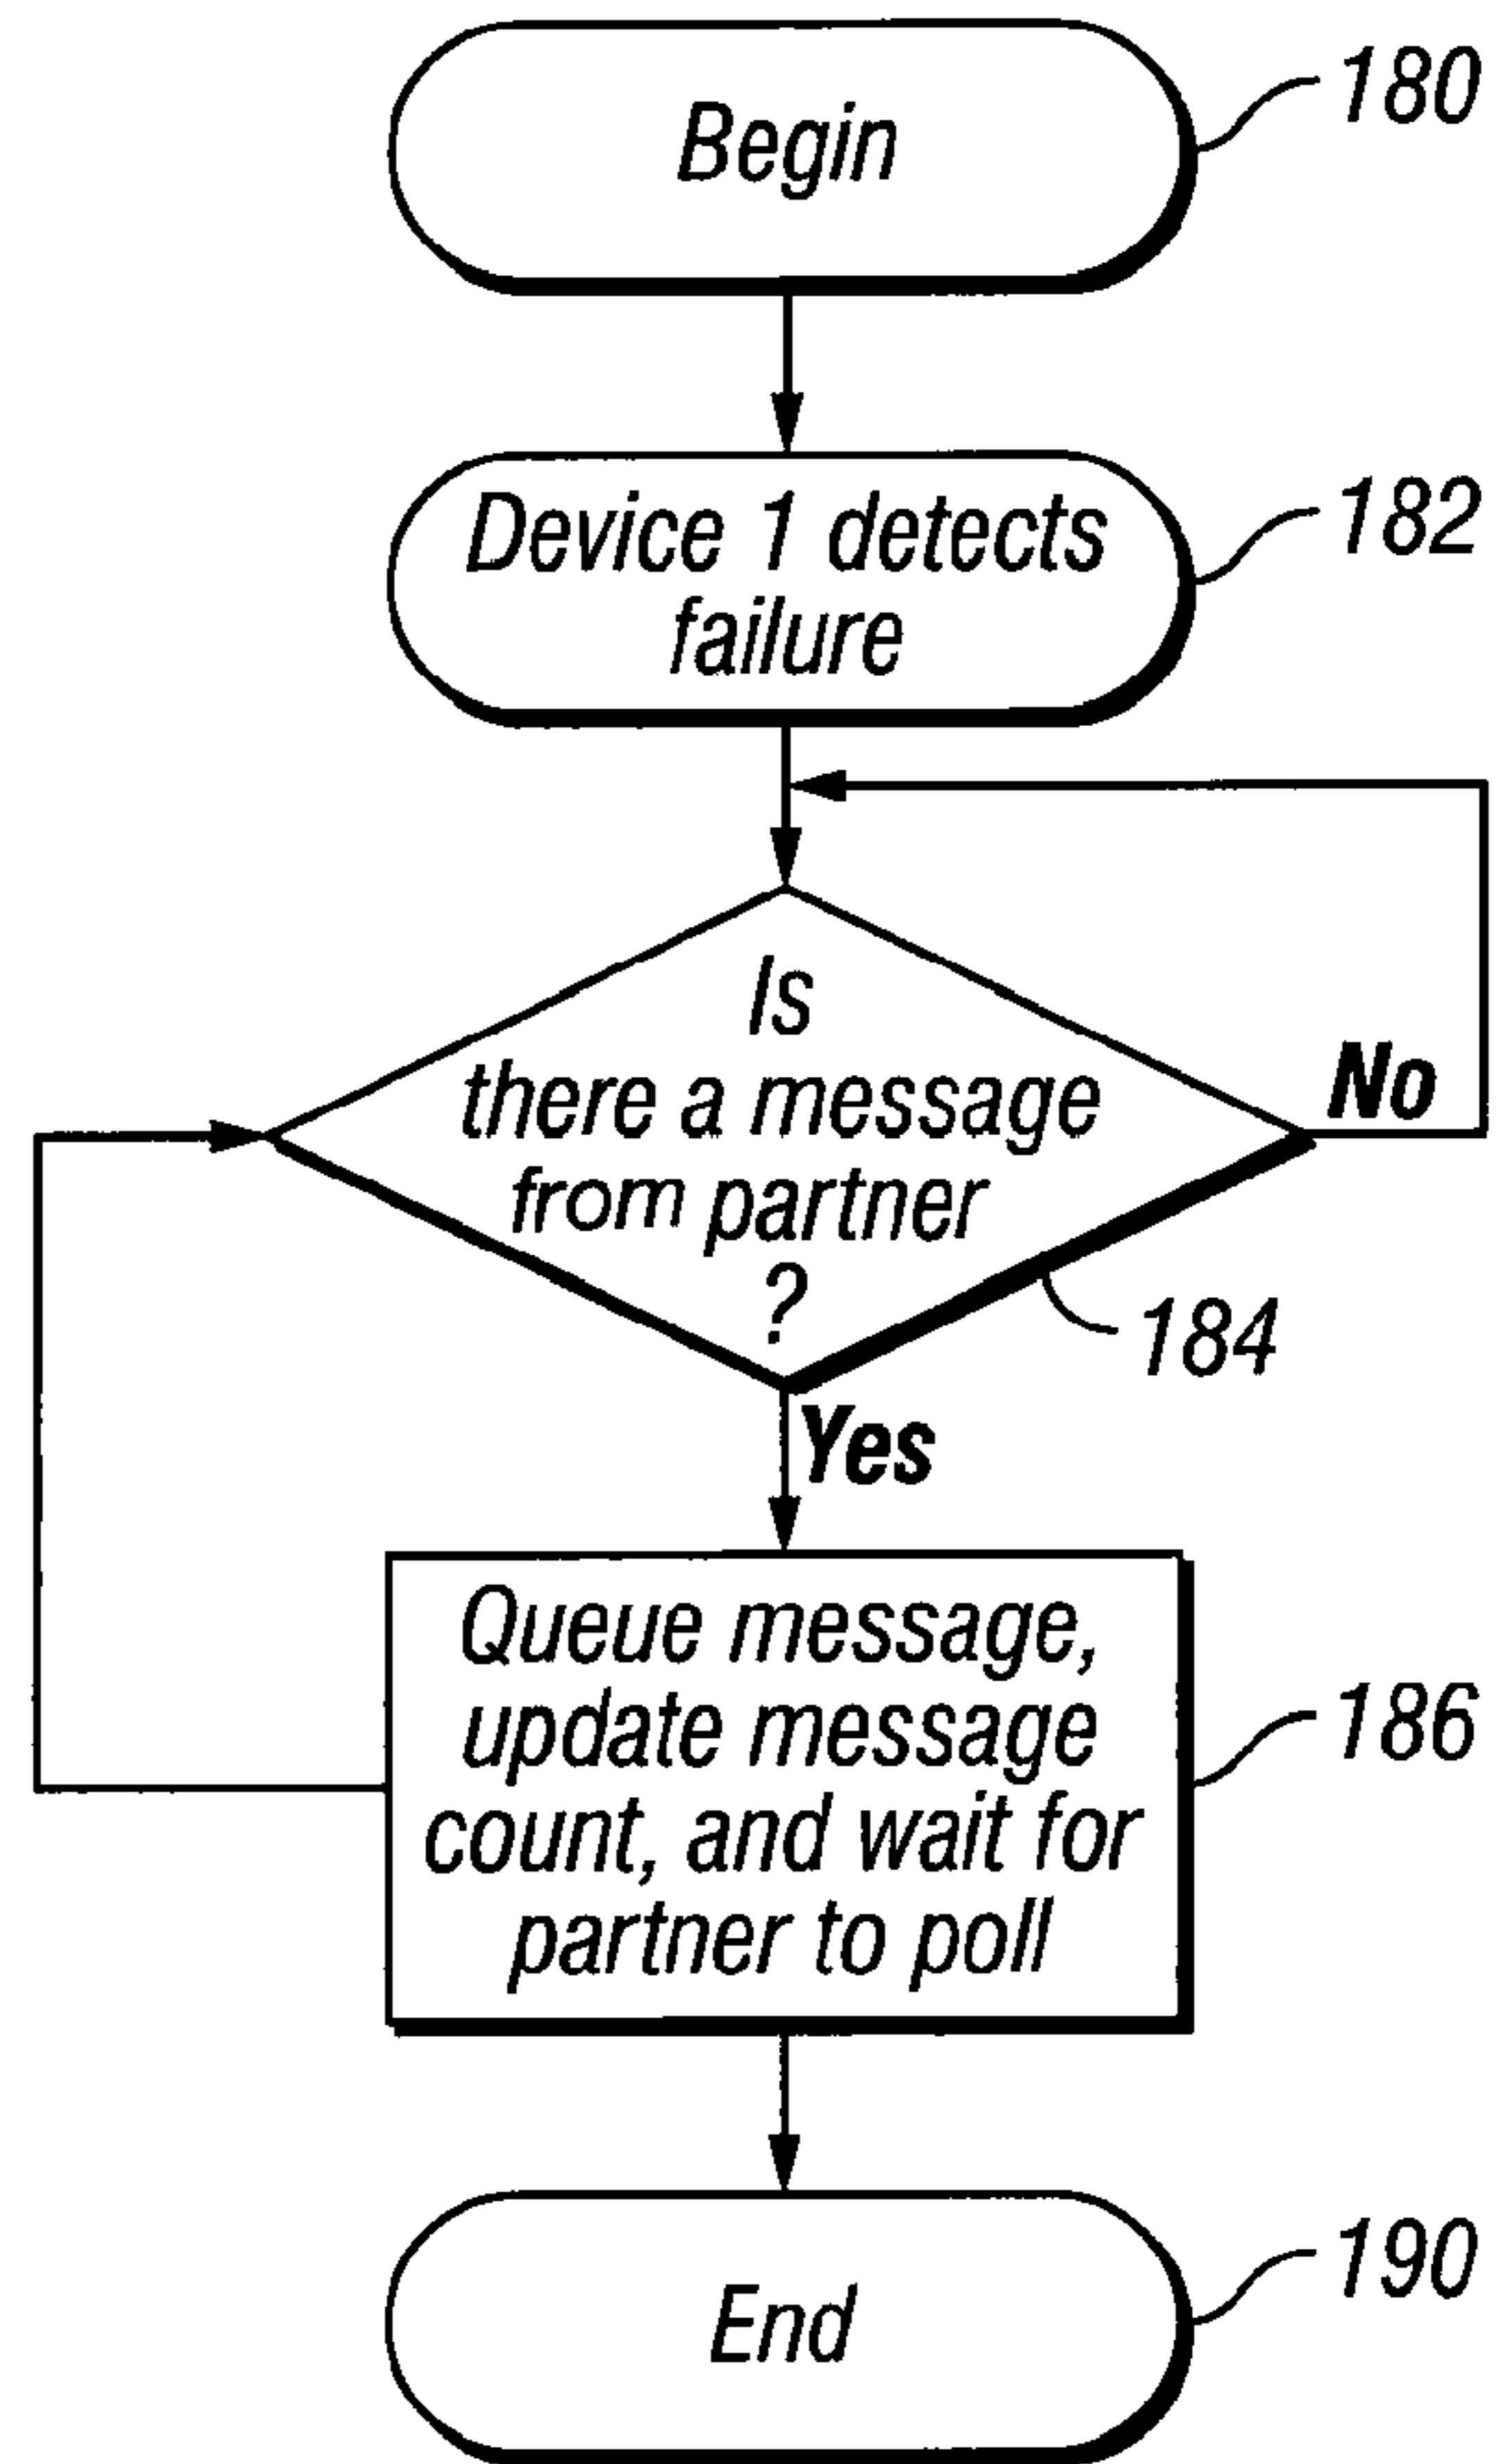 Begin
180
Device 1 detects
failure
182
Is
there a message
from partner
?
No
184
Yes
Queue message,
update message
count, and wait for
partner to poll
186
End
190